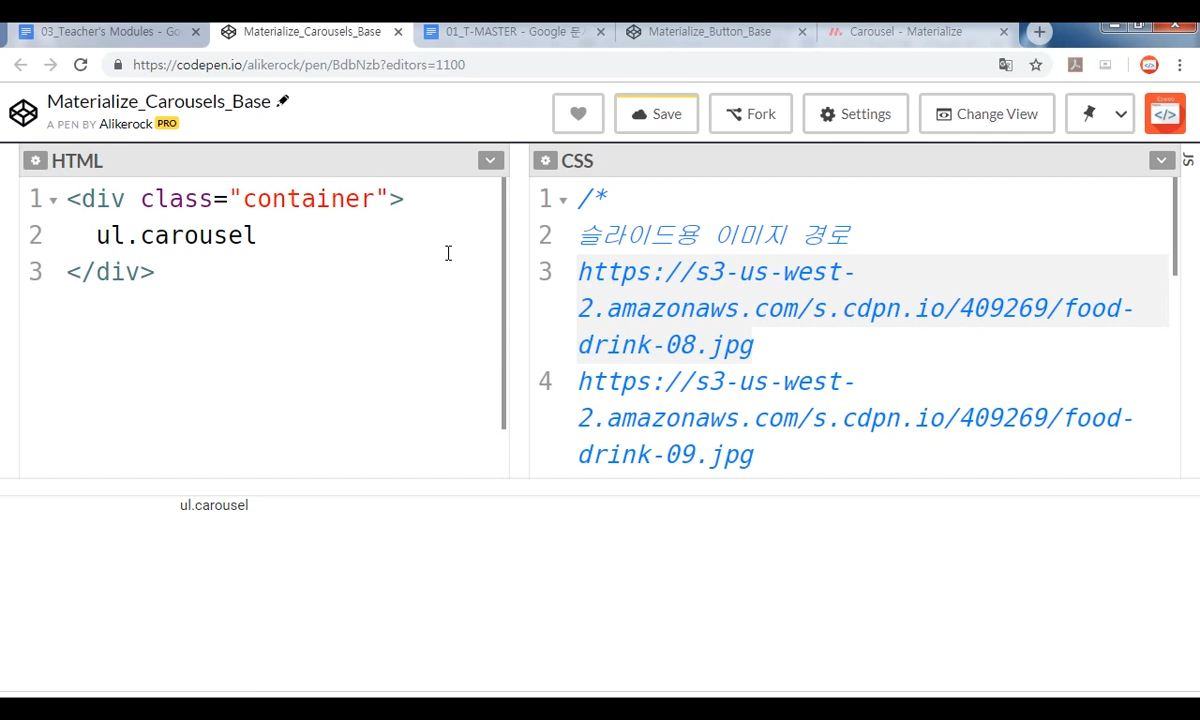 03_Teacher's Modules - Go
Materialize_Carousels_Base
01_T-MASTER - Google 문
Materialize_Button_Base
Carousel - Materialize
https://codepen.io/alikerock/pen/BdbNzb?editors=1100
Materialize_Carousels_Base
A PEN BY Alikerock PRO
Save
Fork
Settings
Change View
HTML
1 <div class="container">
2 ul.carousel
3 </div>
CSS
1 /*
2 슬라이드용 이미지 경로
3 https://s3-us-west-
2.amazonaws.com/s.cdpn.io/409269/food-
drink-08.jpg
4 https://s3-us-west-
2.amazonaws.com/s.cdpn.io/409269/food-
drink-09.jpg
JS
ul.carousel